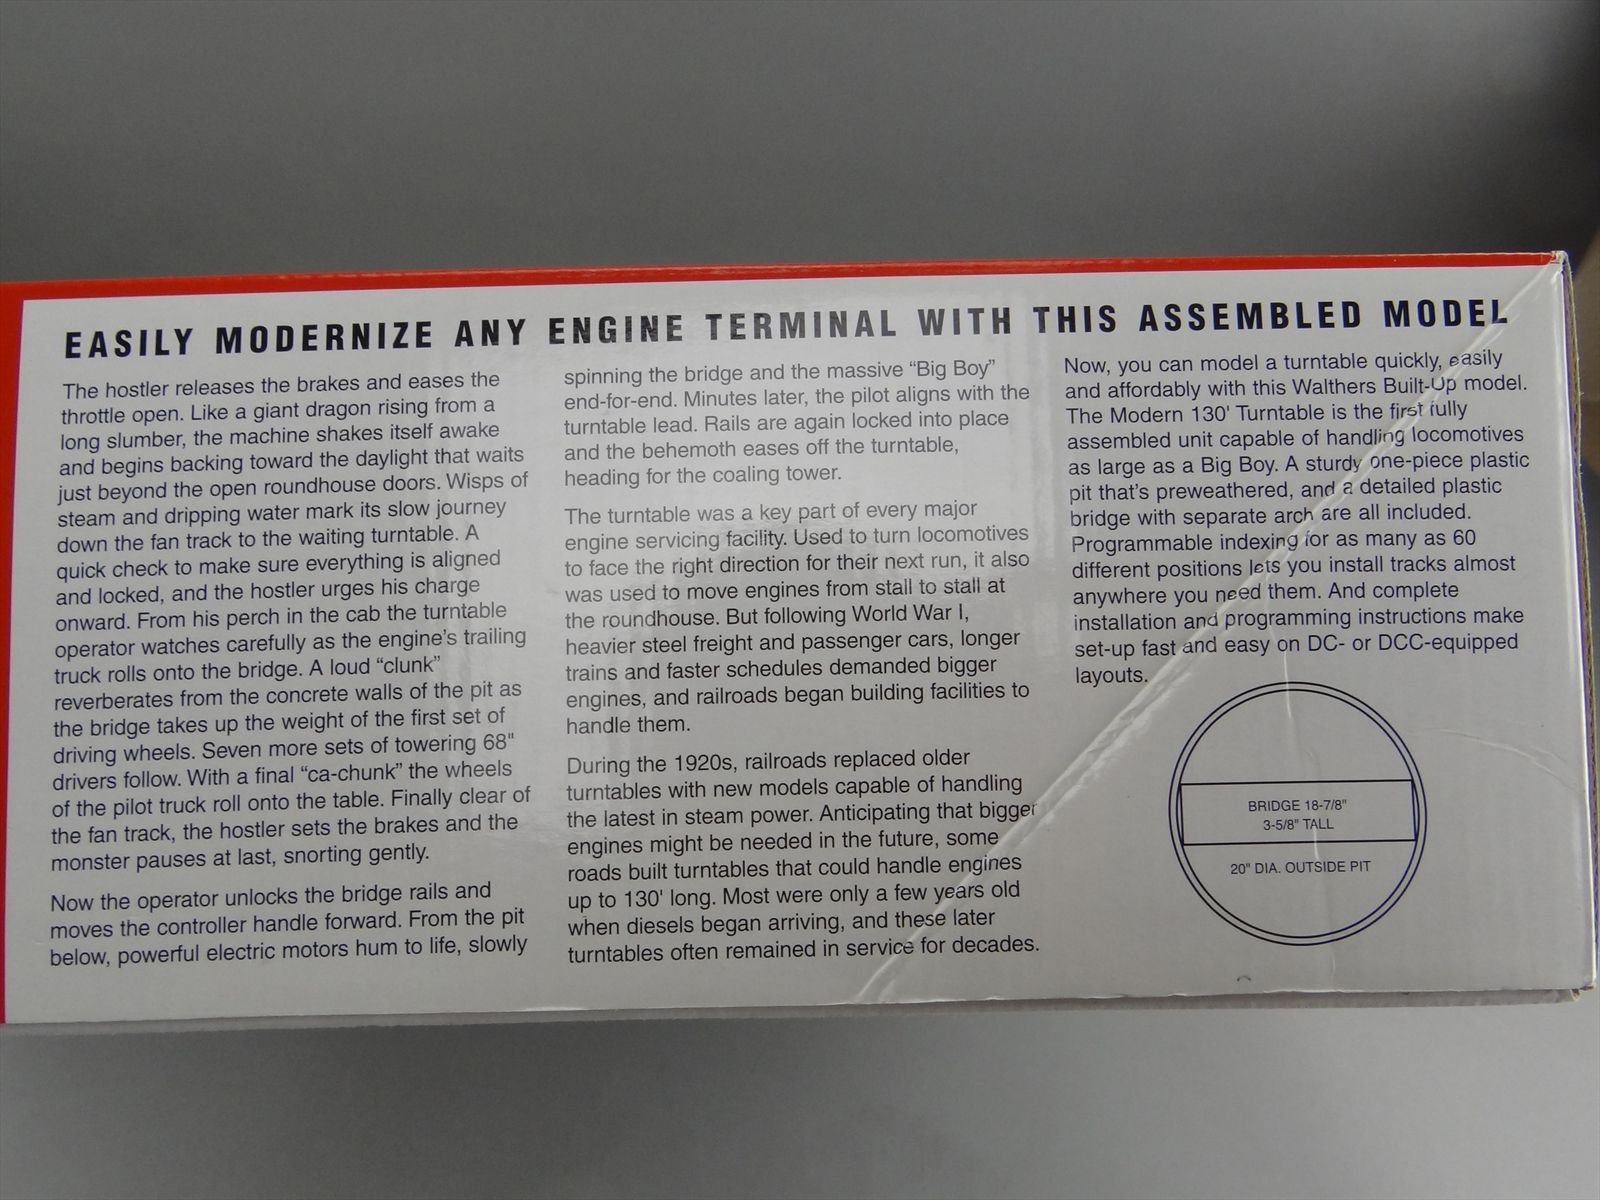 EASILY MODERNIZE ANY ENGINE TERMINAL WITH THIS ASSEMBLED MODEL
The hostler releases the brakes and eases the
throttle open. Like a giant dragon rising from a
long slumber, the machine shakes itself awake
and begins backing toward the daylight that waits
just beyond the open roundhouse doors. Wisps of
steam and dripping water mark its slow journey
down the fan track to the waiting turntable. A
quick check to make sure everything is aligned
and locked, and the hostler urges his charge
onward. From his perch in the cab the turntable
operator watches carefully as the engine's trailing
truck rolls onto the bridge. A loud “clunk”
reverberates from the concrete walls of the pit as
the bridge takes up the weight of the first set of
driving wheels. Seven more sets of towering 68"
drivers follow. With a final “ca-chunk” the wheels
of the pilot truck roll onto the table. Finally clear of
the fan track, the hostler sets the brakes and the
monster pauses at last, snorting gently.
Now the operator unlocks the bridge rails and
moves the controller handle forward. From the pit
below, powerful electric motors hum to life, slowly
spinning the bridge and the massive “Big Boy”
end-for-end. Minutes later, the pilot aligns with the
turntable lead. Rails are again locked into place
and the behemoth eases off the turntable,
heading for the coaling tower.
The turntable was a key part of every major
engine servicing facility. Used to turn locomotives
to face the right direction for their next run, it also
was used to move engines from stall to stall at
the roundhouse. But following World War I,
heavier steel freight and passenger cars, longer
trains and faster schedules demanded bigger
engines, and railroads began building facilities to
handle them.
During the 1920s, railroads replaced older
turntables with new models capable of handling
the latest in steam power. Anticipating that bigger
engines might be needed in the future, some
roads built turntables that could handle engines
up to 130' long. Most were only a few years old
when diesels began arriving, and these later
turntables often remained in service for decades.
Now, you can model a turntable quickly, easily
and affordably with this Walthers Built-Up model.
The Modern 130' Turntable is the first fully
assembled unit capable of handling locomotives
as large as a Big Boy. A sturdy one-piece plastic
pit that's preweathered, and a detailed plastic
bridge with separate arch are all included.
Programmable indexing for as many as 60
different positions lets you install tracks almost
anywhere you need them. And complete
installation and programming instructions make
set-up fast and easy on DC- or DCC-equipped
layouts.
BRIDGE 18-7/8"
3-5/8" TALL
20" DIA. OUTSIDE PIT